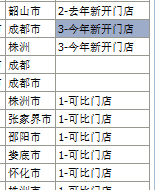 韶山市 2-去年新开门店
成都市 3-今年新开门店
株洲 3-今年新开门店
成都
成都市
株洲市 1-可比门店
张家界市 1-可比门店
邵阳市 1-可比门店
娄底市 1-可比门店
怀化市 1-可比门店